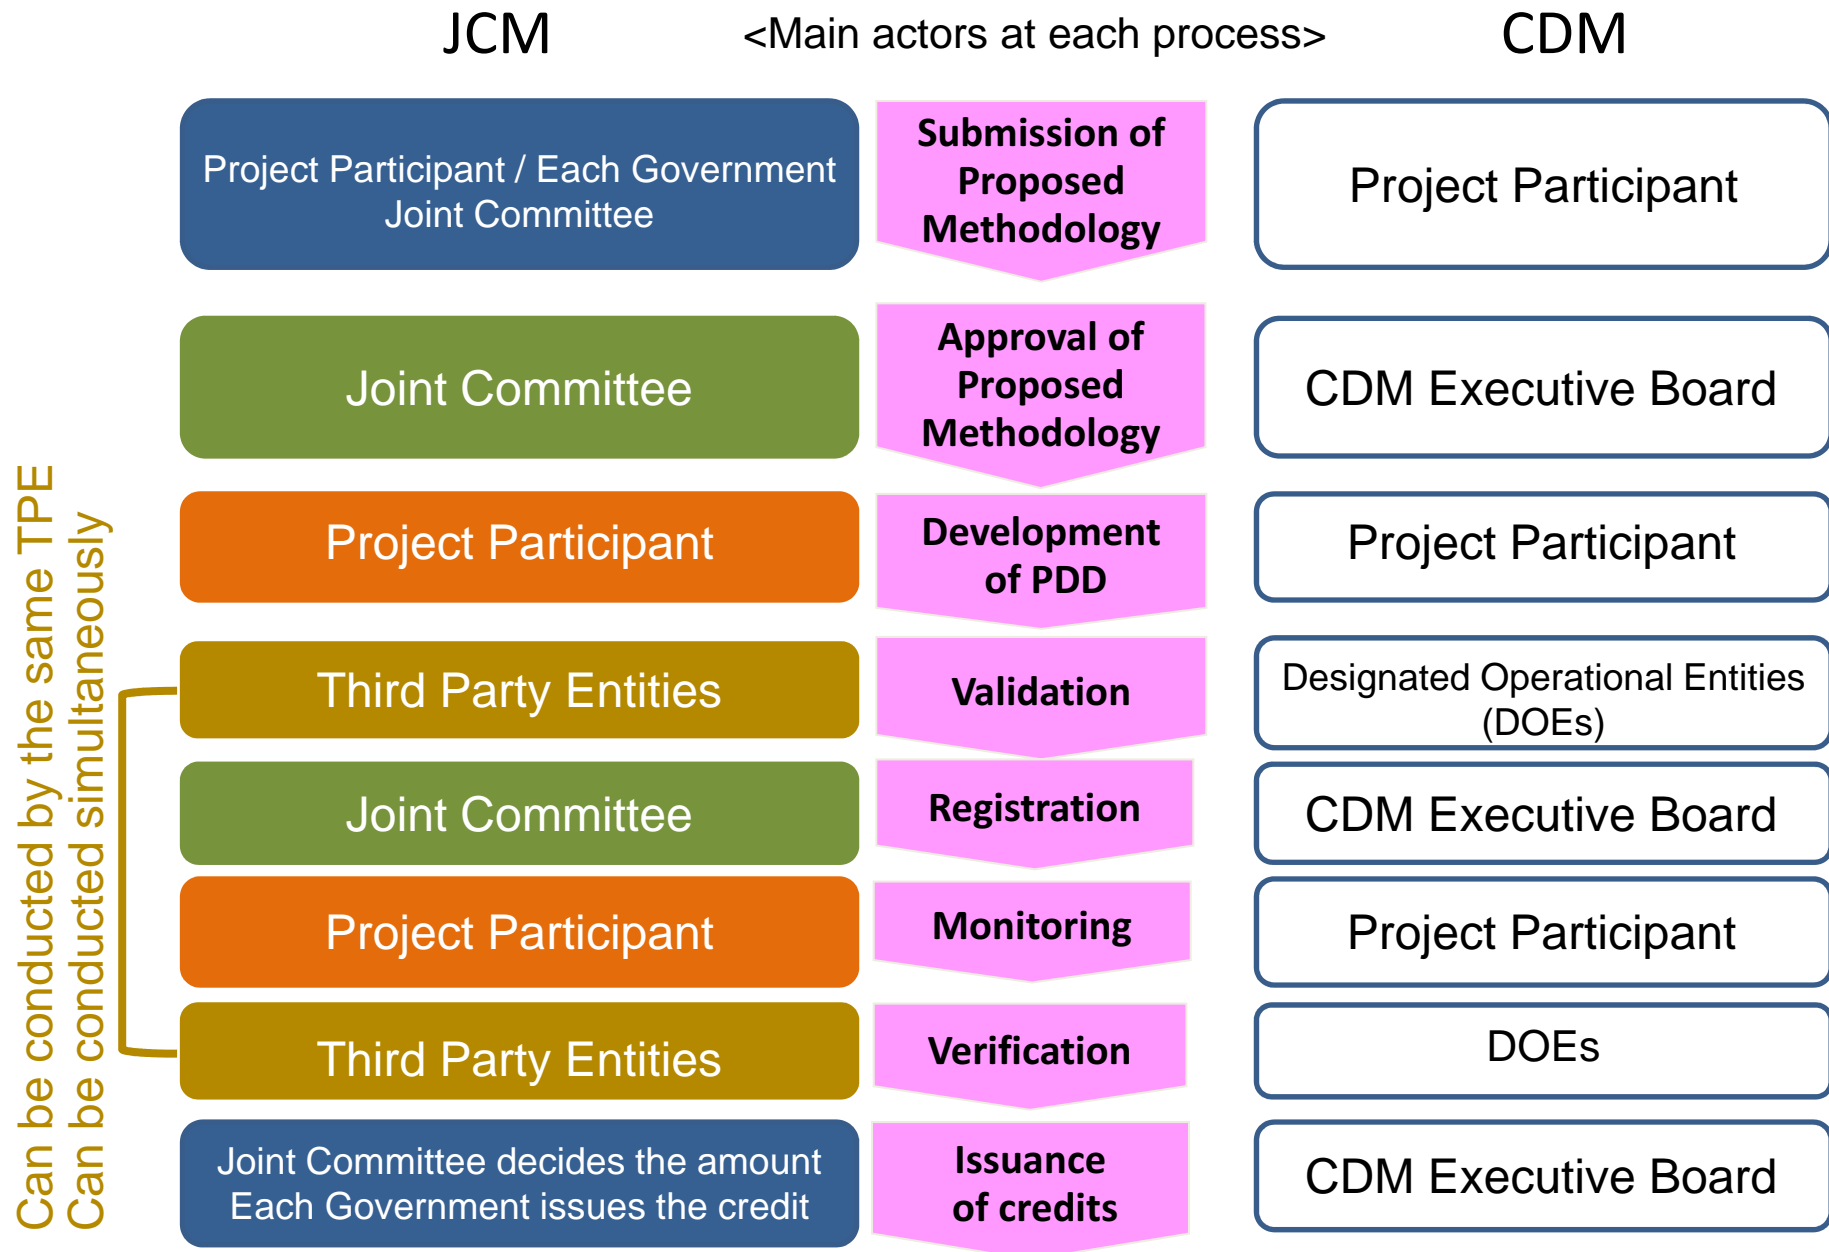 JCM
<Main actors at each process>
CDM
Project Participant / Each Government
Joint Committee
Submission of
Proposed
Methodology
Project Participant
Joint Committee
Approval of
Proposed
Methodology
CDM Executive Board
Project Participant
Development
of PDD
Project Participant
Third Party Entities
Validation
Designated Operational Entities
(DOEs)
Joint Committee
Registration
CDM Executive Board
Project Participant
Monitoring
Project Participant
Third Party Entities
Verification
DOEs
Joint Committee decides the amount
Each Government issues the credit
Issuance
of credits
CDM Executive Board
Can be conducted by the same TPE
Can be conducted simultaneously